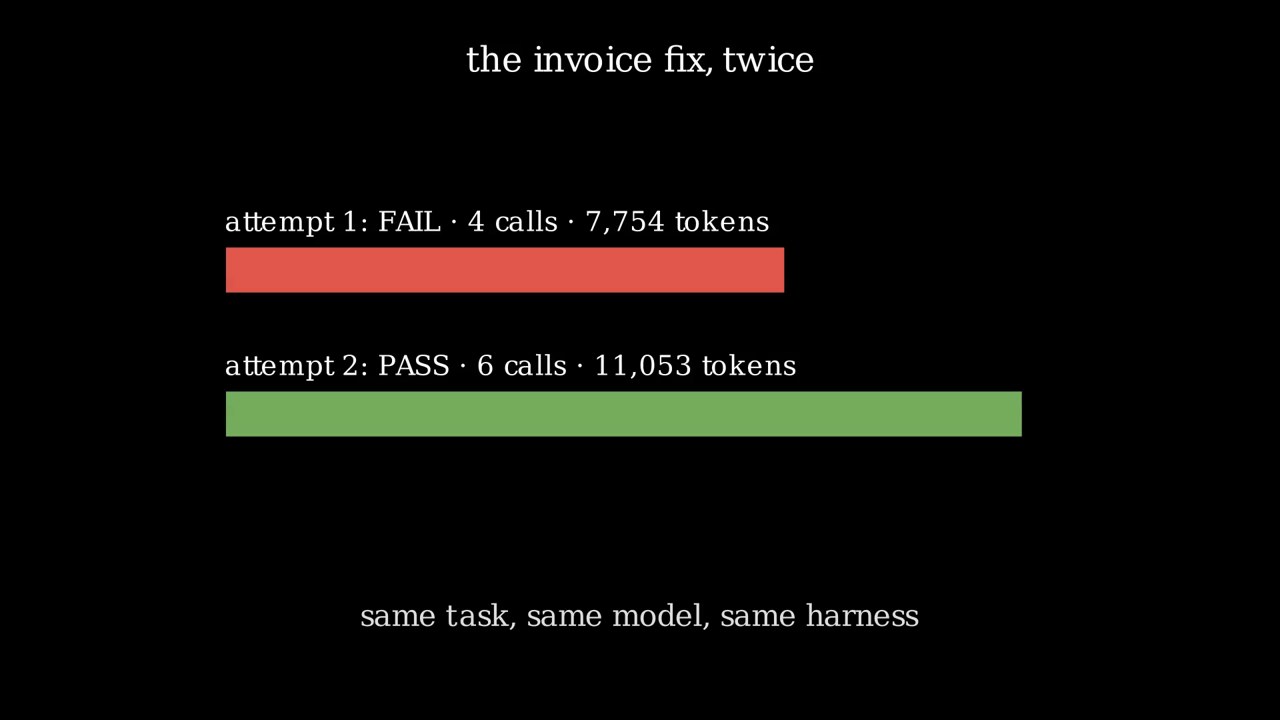 the invoice fix, twice
attempt 1: FAIL · 4 calls · 7,754 tokens
attempt 2: PASS · 6 calls · 11,053 tokens
same task, same model, same harness